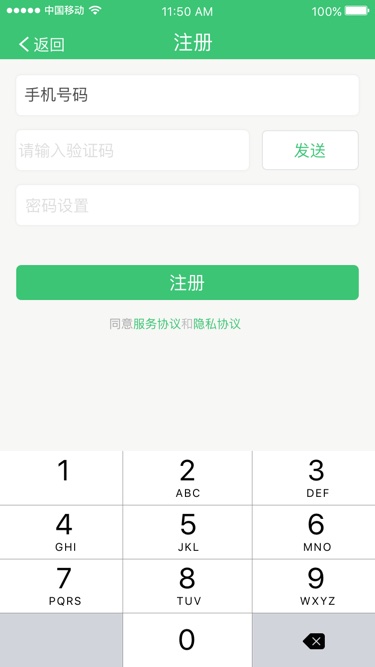 中国移动 11:50 AM 100%
返回 注册
手机号码
请输入验证码 发送
密码设置
注册
同意服务协议和隐私协议
1 2 3
ABC DEF
4 5 6
GHI JKL MNO
7 8 9
PQRS TUV WXYZ
0